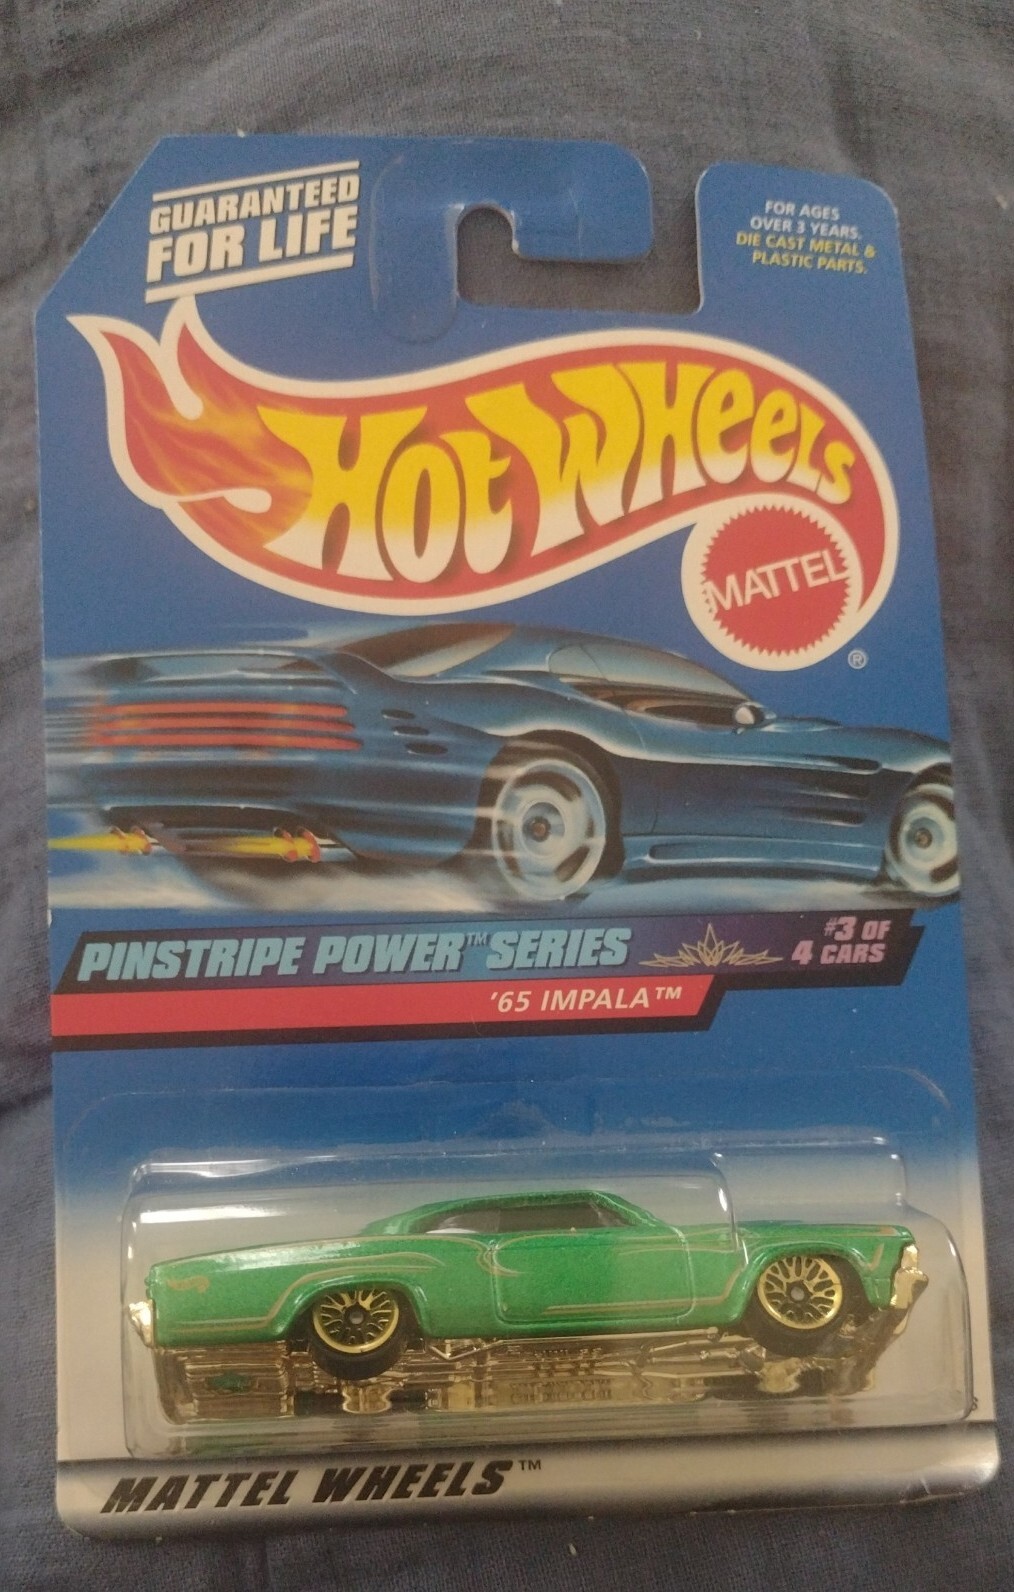 GUARANTEED
FOR LIFE
FOR AGES
OVER 3 YEARS.
DIE CAST METAL &
PLASTIC PARTS.
HOT WHEELS
MATTEL
®
PINSTRIPE POWER™ SERIES
#3 OF
4 CARS
'65 IMPALA™
MATTEL WHEELS™